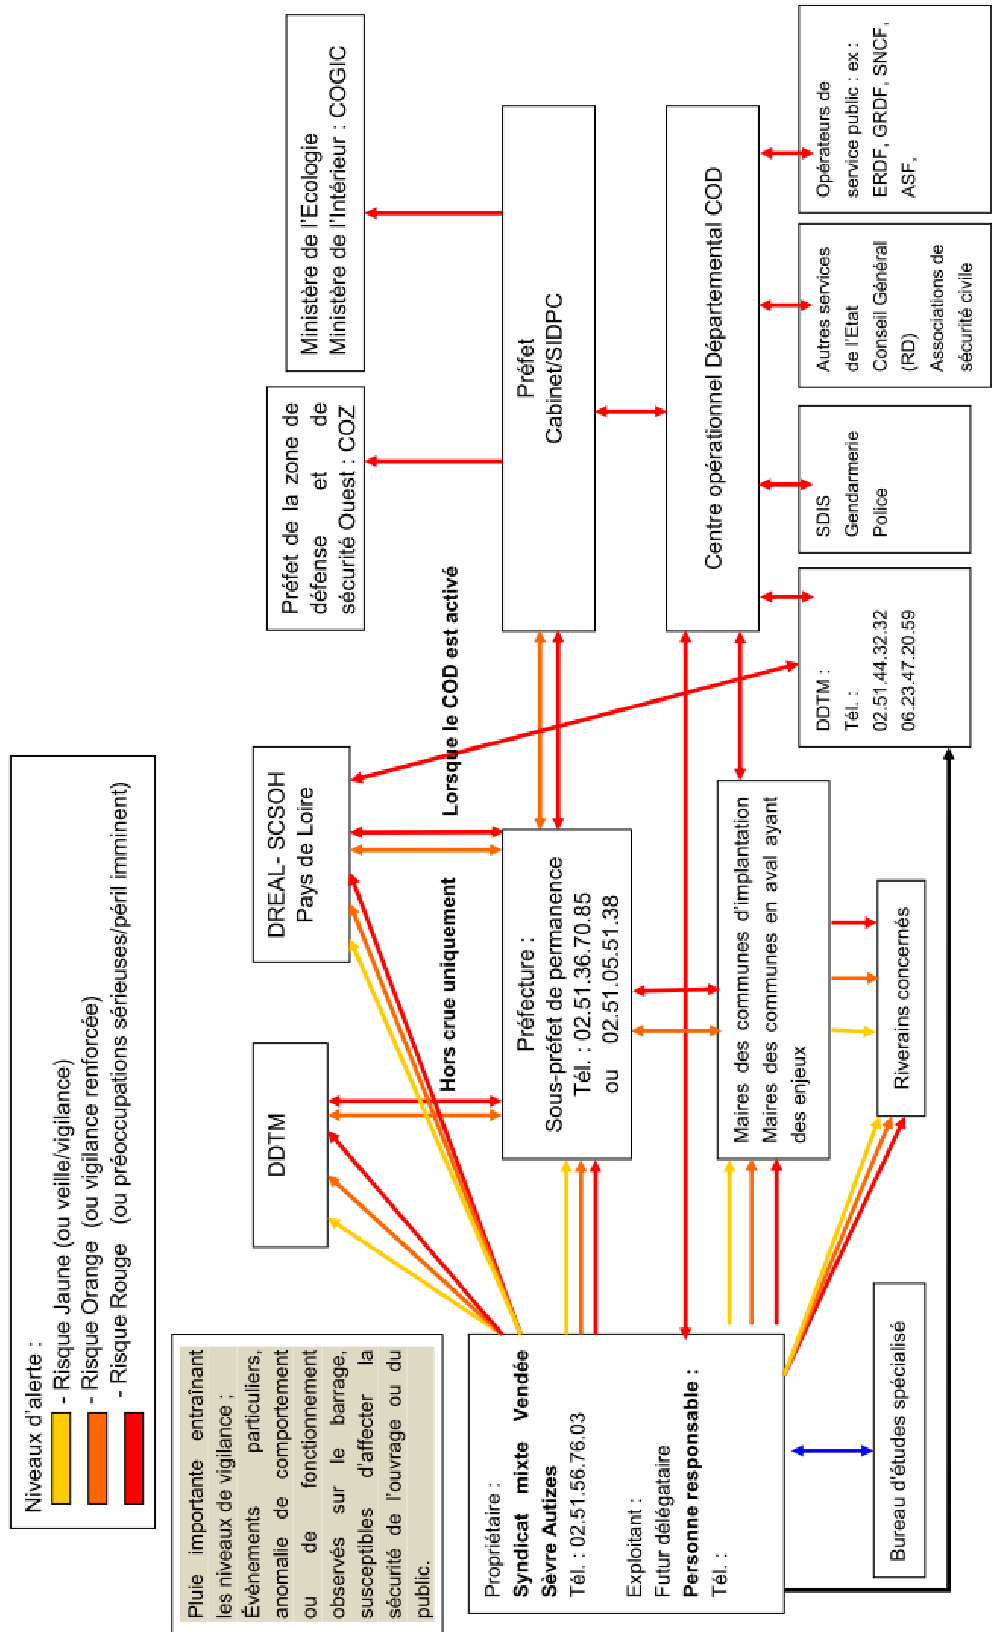 Niveaux d'alerte :
- Risque Jaune (ou veille/vigilance)
- Risque Orange (ou vigilance renforcée)
- Risque Rouge (ou préoccupations sérieuses/péril imminent)
Pluie importante entraînant
les niveaux de vigilance :
Évènements particuliers,
anomalie de comportement
ou de fonctionnement
observés sur le barrage,
susceptibles d'affecter la
sécurité de l'ouvrage ou du
public.
DDTM
DREAL- SCSOH
Pays de Loire
Préfet de la zone de
défense et de
sécurité Ouest : COZ
Ministère de l'Ecologie
Ministère de l'Intérieur : COGIC
Hors crue uniquement
Lorsque le COD est activé
Propriétaire :
Syndicat mixte Vendée
Sèvre Autizes
Tél. : 02.51.56.76.03
Exploitant :
Futur délégataire
Personne responsable :
Tél. :
Préfecture :
Sous-préfet de permanence
Tél. : 02.51.36.70.85
ou 02.51.05.51.38
Préfet
Cabinet/SIDPC
Maires des communes d'implantation
Maires des communes en aval ayant
des enjeux
Centre opérationnel Départemental COD
Bureau d'études spécialisé
Riverains concernés
DDTM :
Tél. :
02.51.44.32.32
06.23.47.20.59
SDIS
Gendarmerie
Police
Autres services
de l'Etat
Conseil Général
(RD)
Associations de
sécurité civile
Opérateurs de
service public : ex :
ERDF, GRDF, SNCF,
ASF,